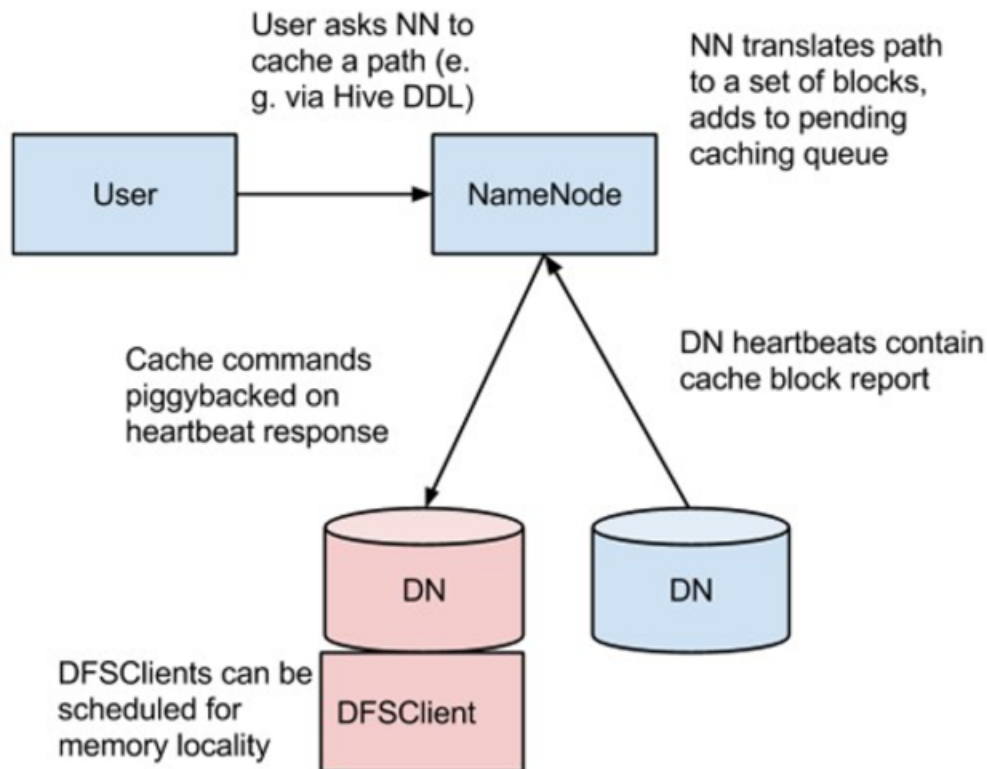 User asks NN to
cache a path (e.
g. via Hive DDL)
NN translates path
to a set of blocks,
adds to pending
caching queue
User
NameNode
Cache commands
piggybacked on
heartbeat response
DN heartbeats contain
cache block report
DN
DN
DFSClients can be
scheduled for
memory locality
DFSClient